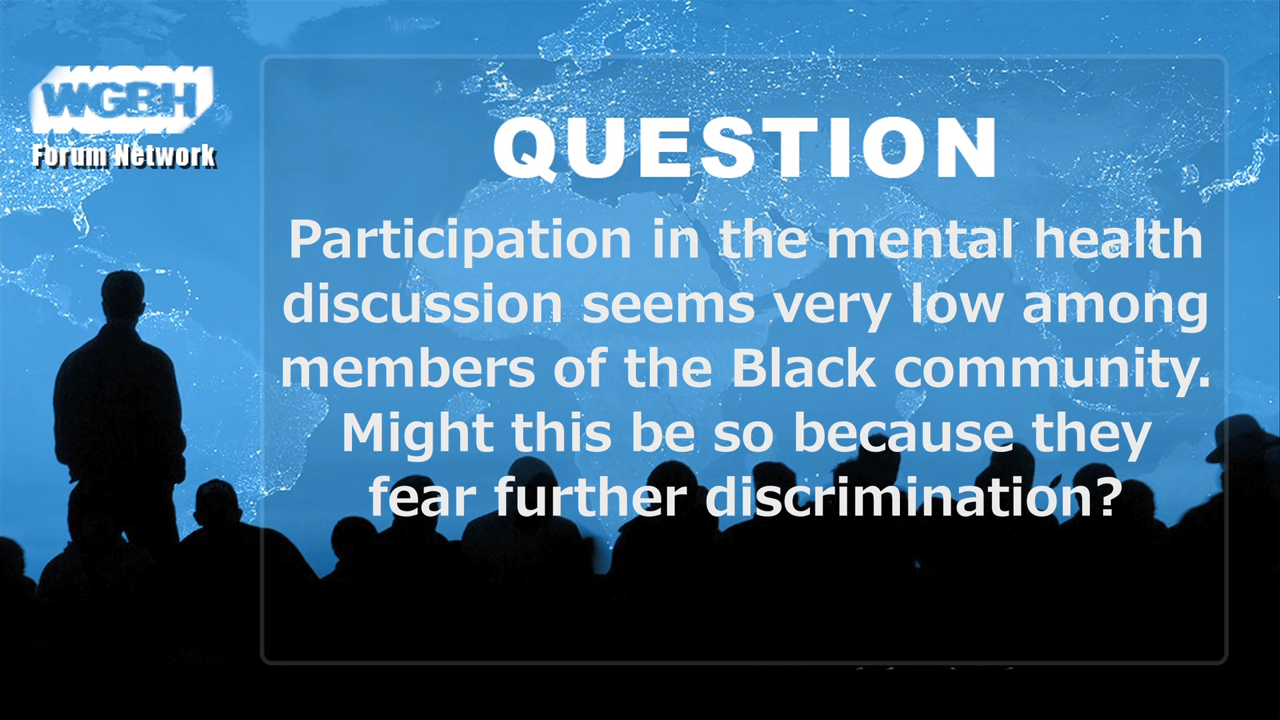 WGBH
Forum Network
QUESTION
Participation in the mental health
discussion seems very low among
members of the Black community.
Might this be so because they
fear further discrimination?